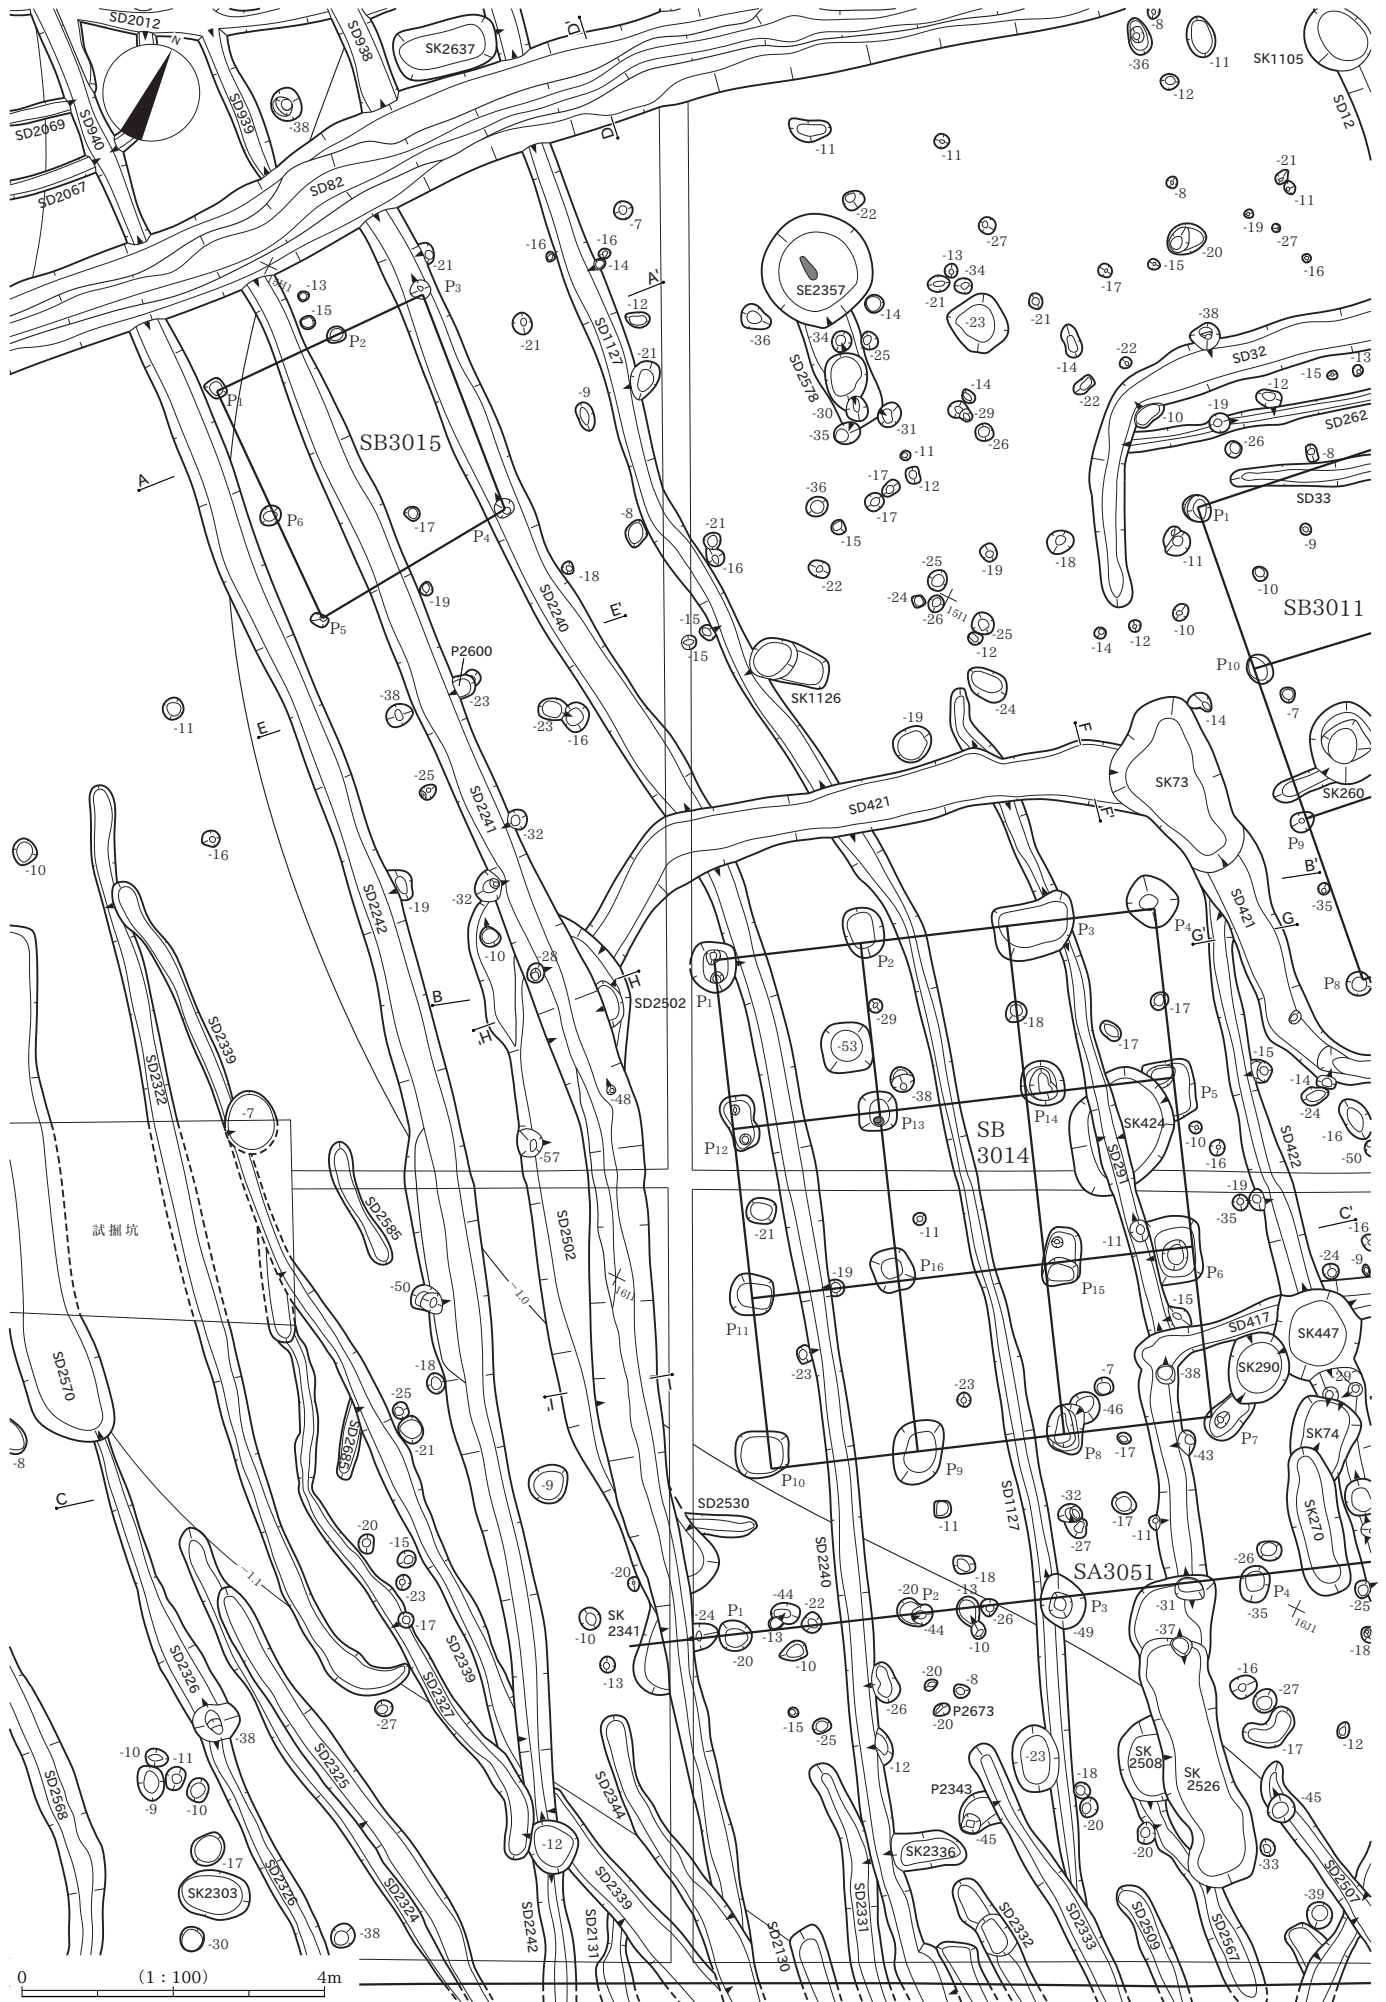 SD2012
N
SD938
SK2637
D'
-8
-36
-11
SK1105
SD12
-12
SD2069
SD940
SD939
-38
D
-11
-11
SD2067
SD82
-8
-21
-11
-7
-22
-27
-19
-27
-20
-15
-16
-17
-16
-16
-14
A'
-13
-34
-21
SE2357
-14
-23
-21
15H1
-13
-15
P2
-21
P3
-21
SD1127
-12
-21
-36
-34
-25
SD2578
-14
-22
-22
-38
SD32
-15
-13
-12
P1
-9
-30
-31
-35
-14
-29
-26
-10
-19
SD262
-26
-8
SB3015
-11
-12
-17
-17
SD33
A
-36
-15
P1
-9
P6
-17
P4
-8
-21
-16
-22
-19
-18
-11
-10
SB3011
-18
-25
-24
-26
15I1
-25
-12
-19
P5
SD2240
E'
-15
-15
-14
-12
-10
P2600
-23
SK1126
P10
-24
-7
-14
-11
-38
-23
-16
-19
E
F
SK73
SK260
-25
SD2241
-32
SD421
F'
P9
-10
-16
B'
-35
-32
-19
SD2242
SD421
G
G'
-10
-28
P2
P3
P4
H
SD2502
P1
P8
B
H'
-29
-18
-17
-17
SD2339
SD2322
-53
-38
-15
-14
-24
-48
-7
P12
P13
P14
P5
SK424
-16
-57
SB
3014
SD291
-10
-16
SD422
-50
試掘坑
SD2585
SD2502
-19
-35
C'
-16
-21
-11
-11
P16
-24
-9
-50
-1.0
16I1
-19
P15
P6
P11
-15
SD417
SK447
SD2570
-23
-38
SK290
-29
-18
-7
-46
-23
-25
-21
I'
-17
P8
P7
SK74
-43
-8
SD2685
P10
P9
C
-9
SD2530
-11
SD1127
-32
-27
-17
-11
SK270
-20
-15
-23
SD2240
-18
SA3051
-26
-1.1
-20
-17
-10
SK
2341
-24
P1
-20
-44
-13
-22
-10
-20
P2
-44
-13
-26
-10
P3
-49
-31
P4
-35
-25
16J1
-37
-18
SD2326
SD2339
SD2327
-13
-26
-20
-8
-20
P2673
-16
-27
-27
-15
-25
-17
-12
-38
-10
-11
-9
-10
SD2325
SD2344
-12
-23
SK
2508
SK
2526
SD2568
P2343
-45
-18
-20
-45
-12
SK2336
-20
-33
SD2507
-17
SK2303
SD2326
SD2324
SD2339
SD2331
SD2332
SD2333
SD2509
SD2567
-39
-30
-38
SD2242
SD2131
SD2130
0
(1:100)
4m